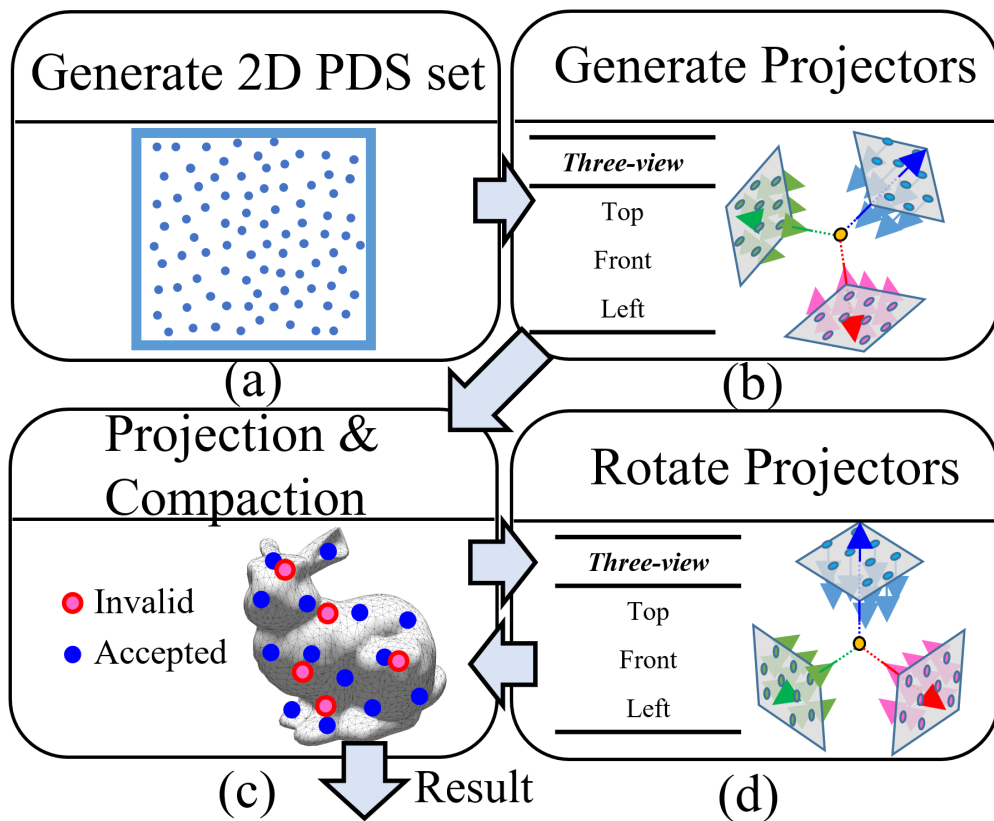 Generate 2D PDS set
(a)
Generate Projectors
Three-view
Top
Front
Left
(b)
Projection &
Compaction
Invalid
Accepted
(c)
Result
Rotate Projectors
Three-view
Top
Front
Left
(d)